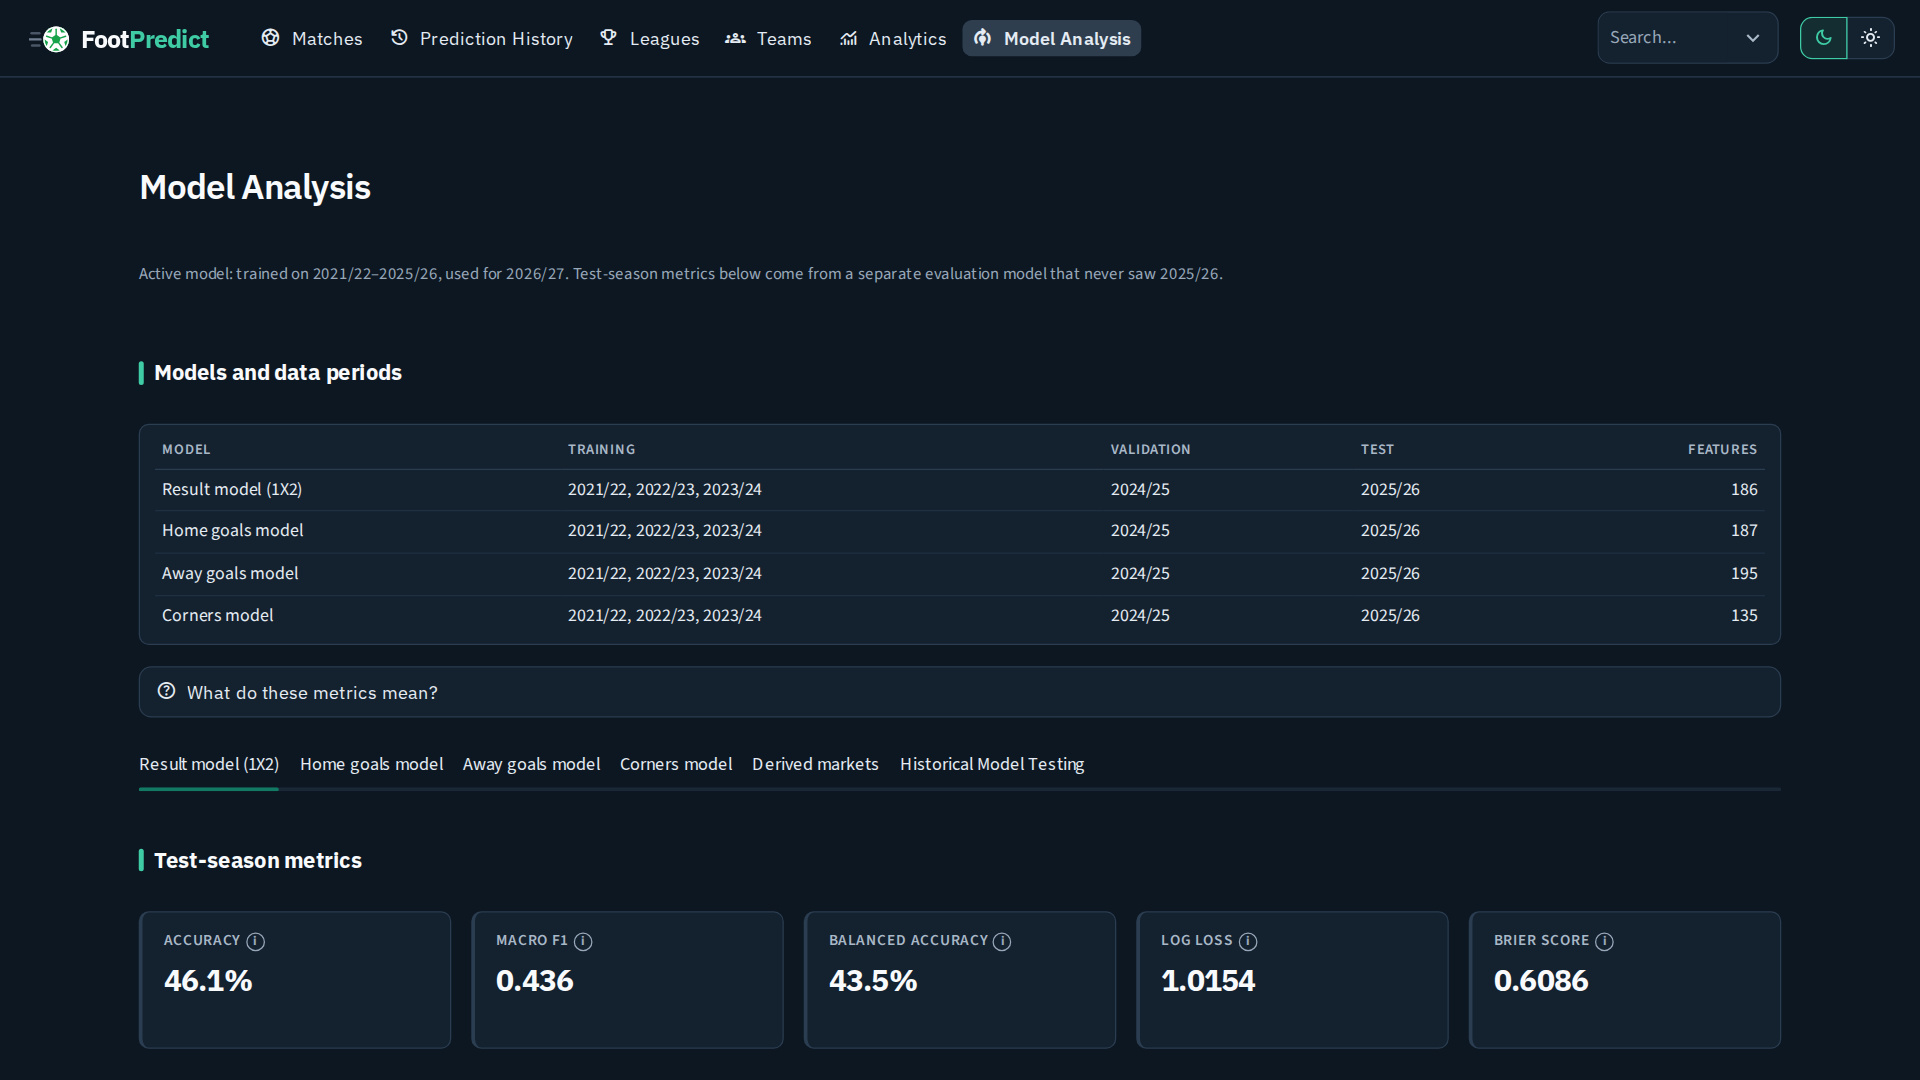 FootPredict Matches Prediction History Leagues Teams Analytics Model Analysis Search...
Model Analysis
Active model: trained on 2021/22–2025/26, used for 2026/27. Test-season metrics below come from a separate evaluation model that never saw 2025/26.
Models and data periods
MODEL TRAINING VALIDATION TEST FEATURES
Result model (1X2) 2021/22, 2022/23, 2023/24 2024/25 2025/26 186
Home goals model 2021/22, 2022/23, 2023/24 2024/25 2025/26 187
Away goals model 2021/22, 2022/23, 2023/24 2024/25 2025/26 195
Corners model 2021/22, 2022/23, 2023/24 2024/25 2025/26 135
What do these metrics mean?
Result model (1X2) Home goals model Away goals model Corners model Derived markets Historical Model Testing
Test-season metrics
ACCURACY MACRO F1 BALANCED ACCURACY LOG LOSS BRIER SCORE
46.1% 0.436 43.5% 1.0154 0.6086